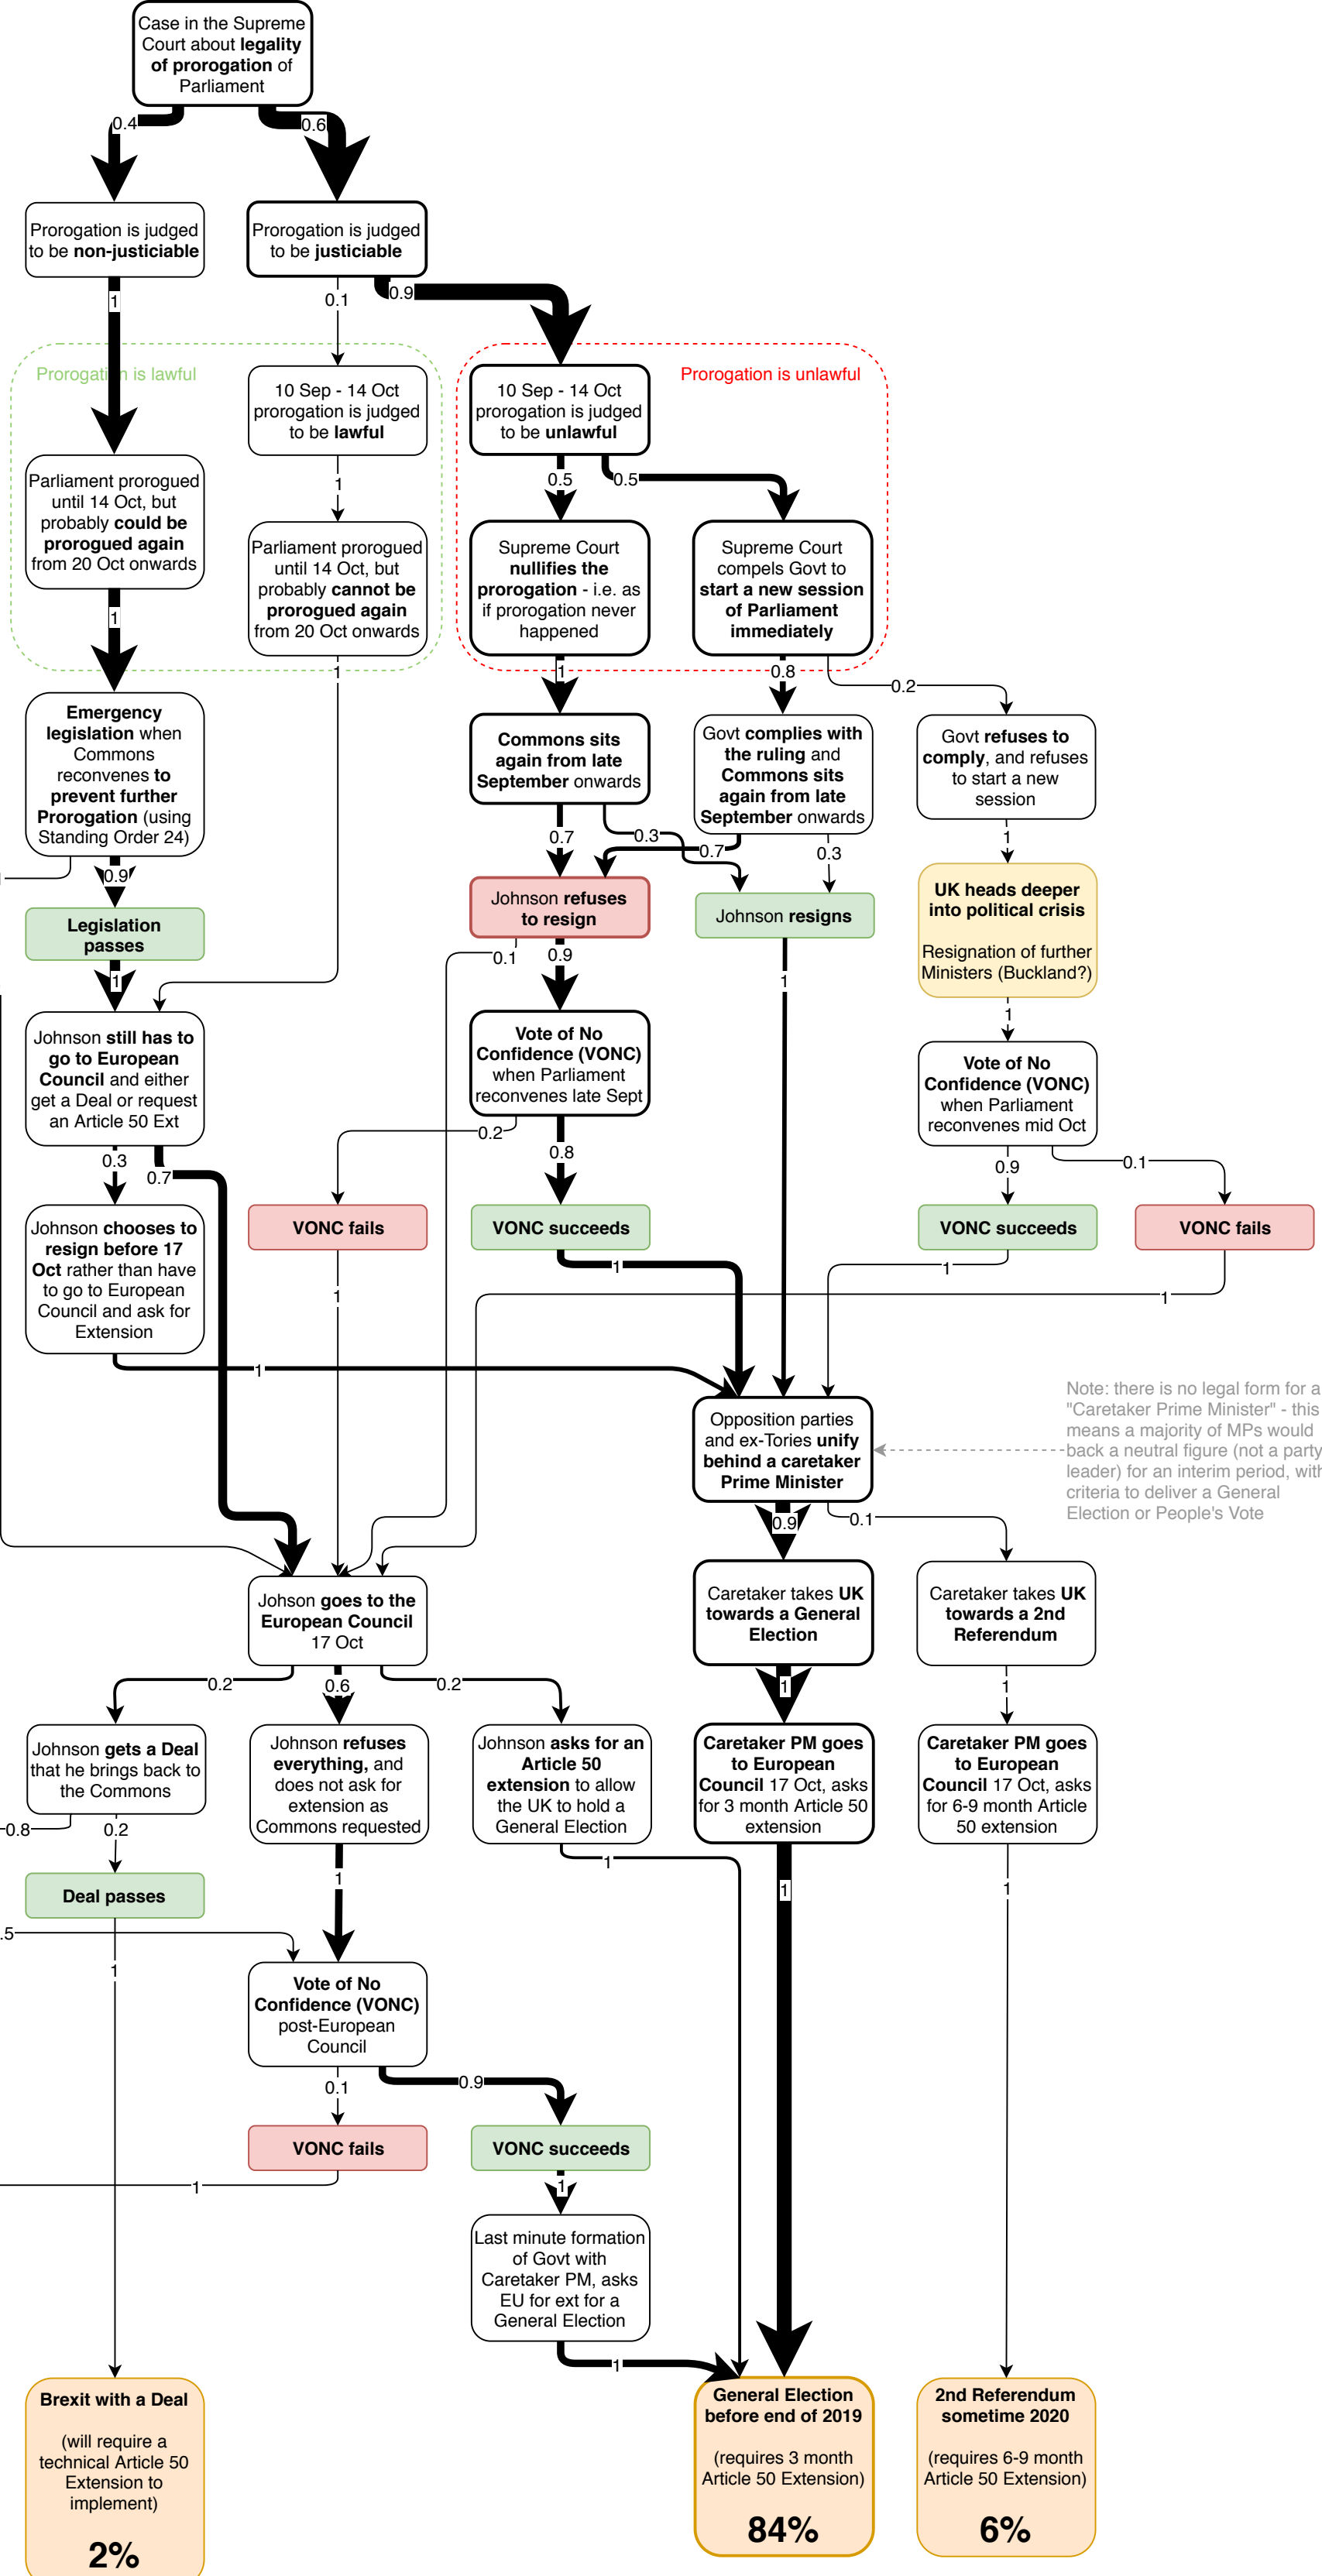 Case in the Supreme
Court about legality
of prorogation of
Parliament
0.4
0.6
Prorogation is judged
to be non-justiciable
Prorogation is judged
to be justiciable
1
0.1
0.9
Prorogation is lawful
Prorogation is unlawful
10 Sep - 14 Oct
prorogation is judged
to be lawful
10 Sep - 14 Oct
prorogation is judged
to be unlawful
1
0.5
0.5
Parliament prorogued
until 14 Oct, but
probably could be
prorogued again
from 20 Oct onwards
Parliament prorogued
until 14 Oct, but
probably cannot be
prorogued again
from 20 Oct onwards
Supreme Court
nullifies the
prorogation - i.e. as
if prorogation never
happened
Supreme Court
compels Govt to
start a new session
of Parliament
immediately
1
1
1
0.8
0.2
Emergency
legislation when
Commons
reconvenes to
prevent further
Prorogation (using
Standing Order 24)
Commons sits
again from late
September onwards
Govt complies with
the ruling and
Commons sits
again from late
September onwards
Govt refuses to
comply, and refuses
to start a new
session
0.9
0.7
0.3
0.7
0.3
1
Legislation
passes
Johnson refuses
to resign
Johnson resigns
UK heads deeper
into political crisis
Resignation of further
Ministers (Buckland?)
1
0.1
0.9
1
1
Johnson still has to
go to European
Council and either
get a Deal or request
an Article 50 Ext
Vote of No
Confidence (VONC)
when Parliament
reconvenes late Sept
Vote of No
Confidence (VONC)
when Parliament
reconvenes mid Oct
0.3
0.7
0.2
0.8
0.9
0.1
Johnson chooses to
resign before 17
Oct rather than have
to go to European
Council and ask for
Extension
VONC fails
VONC succeeds
VONC succeeds
VONC fails
1
1
1
1
1
Opposition parties
and ex-Tories unify
behind a caretaker
Prime Minister
Note: there is no legal form for a
"Caretaker Prime Minister" - this
means a majority of MPs would
back a neutral figure (not a party
leader) for an interim period, with
criteria to deliver a General
Election or People's Vote
0.9
0.1
Johson goes to the
European Council
17 Oct
Caretaker takes UK
towards a General
Election
Caretaker takes UK
towards a 2nd
Referendum
0.2
0.6
0.2
1
1
Johnson gets a Deal
that he brings back to
the Commons
Johnson refuses
everything, and
does not ask for
extension as
Commons requested
Johnson asks for an
Article 50
extension to allow
the UK to hold a
General Election
Caretaker PM goes
to European
Council 17 Oct, asks
for 3 month Article 50
extension
Caretaker PM goes
to European
Council 17 Oct, asks
for 6-9 month Article
50 extension
0.8
0.2
1
1
1
1
Deal passes
.5
1
Vote of No
Confidence (VONC)
post-European
Council
0.1
0.9
VONC fails
VONC succeeds
1
1
Last minute formation
of Govt with
Caretaker PM, asks
EU for ext for a
General Election
1
Brexit with a Deal
(will require a
technical Article 50
Extension to
implement)
2%
General Election
before end of 2019
(requires 3 month
Article 50 Extension)
84%
2nd Referendum
sometime 2020
(requires 6-9 month
Article 50 Extension)
6%